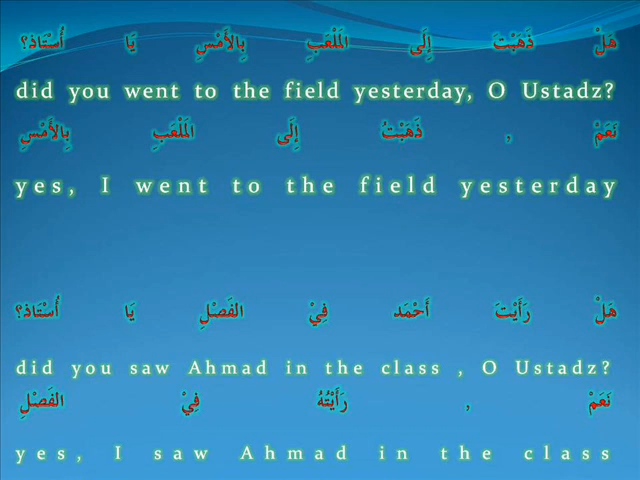 هَلْ ذَهَبْتَ إِلَى المَلْعَبِ بِالأَمْسِ يَا أُسْتَاذ؟
did you went to the field yesterday, O Ustadz?
نَعَمْ , ذَهَبْتُ إِلَى المَلْعَبِ بِالأَمْسِ
yes, I went to the field yesterday
هَلْ رَأَيْتَ أَحْمَد فِيْ الفَصْلِ يَا أُسْتَاذ؟
did you saw Ahmad in the class , O Ustadz?
نَعَمْ , رَأَيْتُهُ فِيْ الفَصْلِ
yes, I saw Ahmad in the class